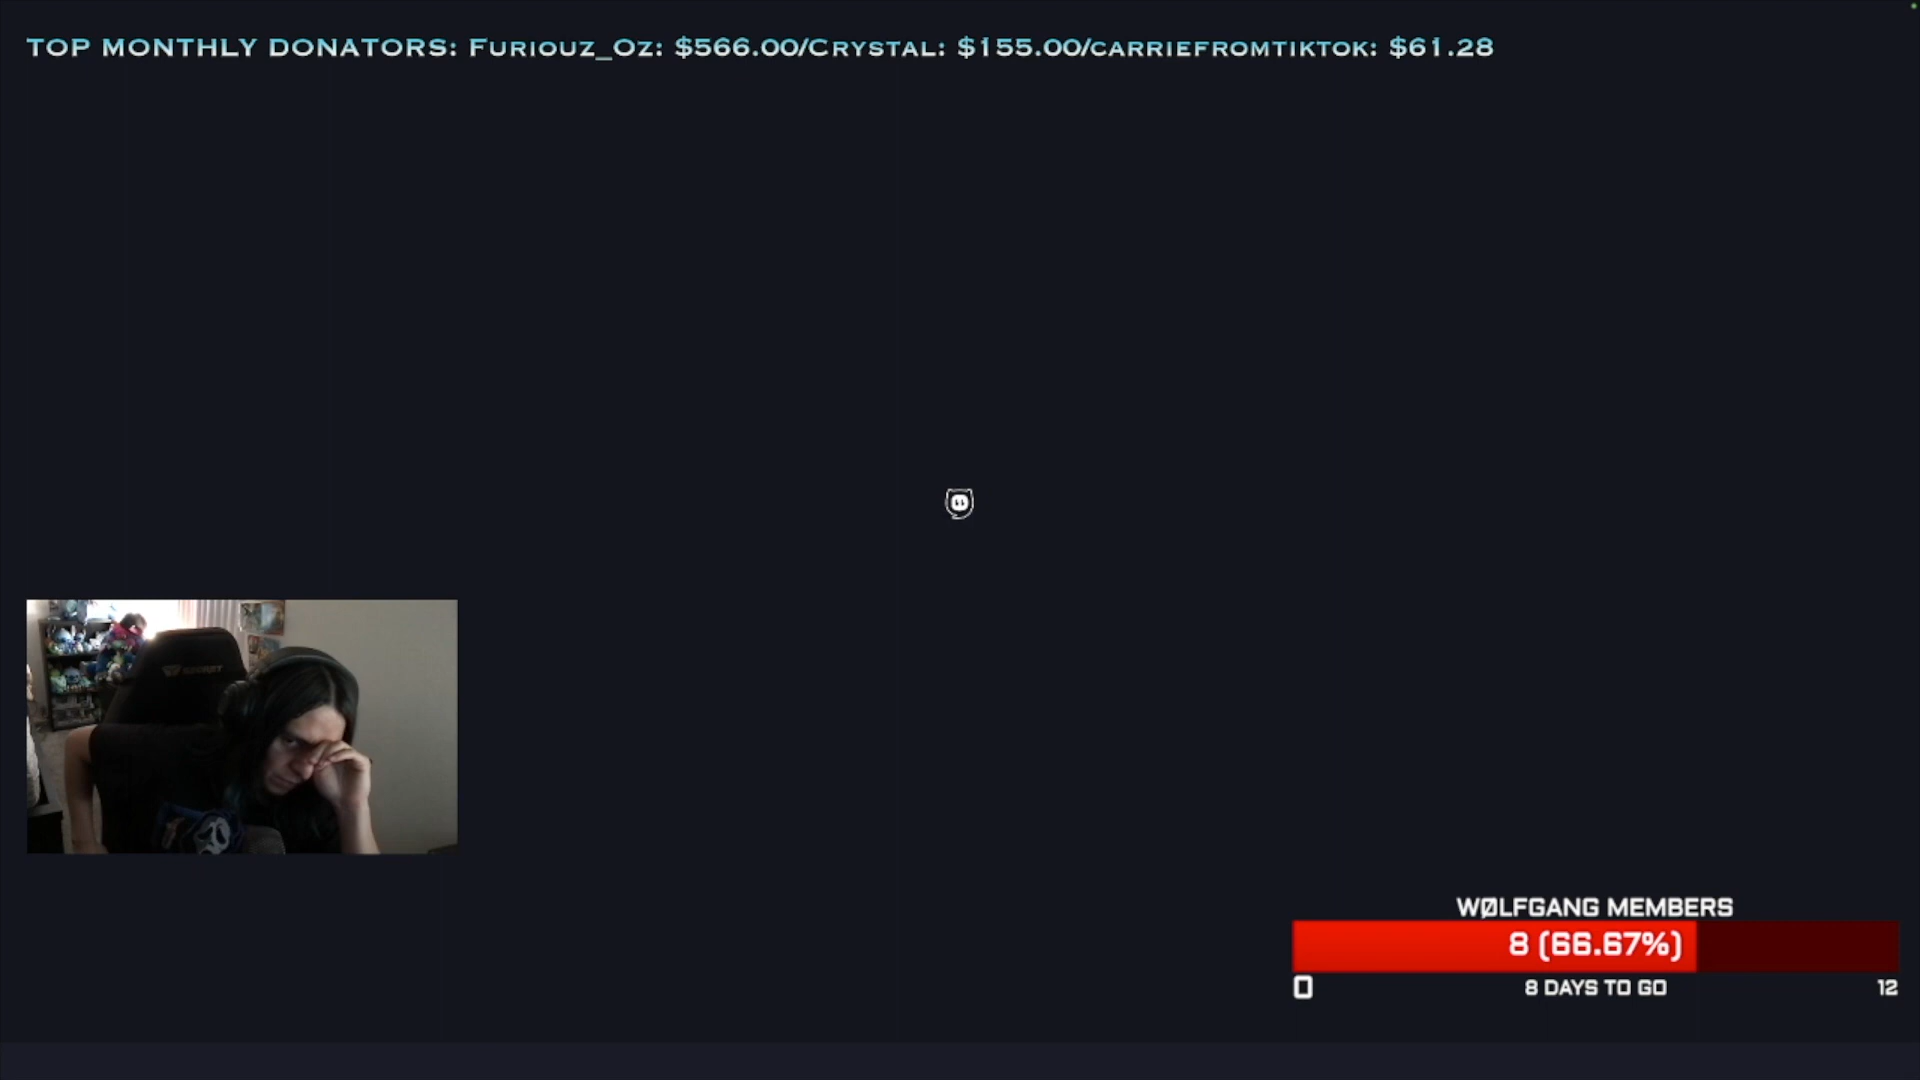 TOP MONTHLY DONATORS: Furiouz_Oz: $566.00/Crystal: $155.00/carriefromtiktok: $61.28
WØLFGANG MEMBERS
8 (66.67%)
0 8 DAYS TO GO 12